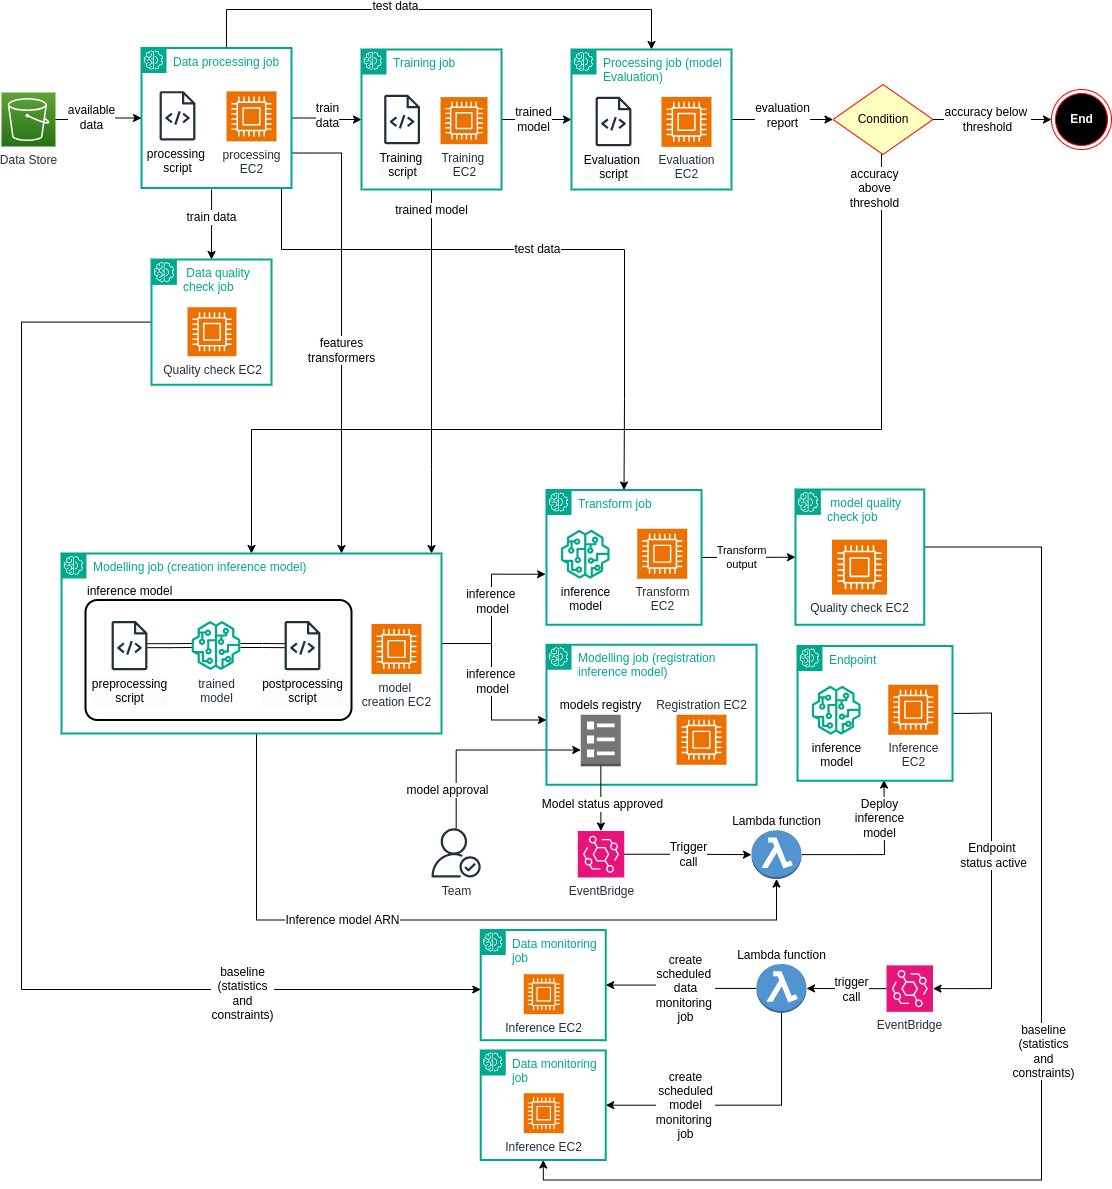 test data
Data processing job
Training job
Processing job (model
Evaluation)
available
data
train
data
trained
model
evaluation
report
Condition
accuracy below
threshold
End
Data Store
processing
script
processing
EC2
Training
script
Training
EC2
Evaluation
script
Evaluation
EC2
accuracy
above
threshold
train data
trained model
test data
Data quality
check job
Quality check EC2
features
transformers
Transform job
inference
model
Transform
EC2
Transform
output
model quality
check job
Quality check EC2
Modelling job (creation inference model)
inference model
preprocessing
script
trained
model
postprocessing
script
model
creation EC2
inference
model
inference
model
Modelling job (registration
inference model)
models registry
Registration EC2
Endpoint
inference
model
Inference
EC2
model approval
Team
Model status approved
EventBridge
Trigger
call
Lambda function
Deploy
inference
model
Endpoint
status active
Inference model ARN
Data monitoring
job
Inference EC2
create
scheduled
data
monitoring
job
Lambda function
trigger
call
EventBridge
baseline
(statistics
and
constraints)
baseline
(statistics
and
constraints)
Data monitoring
job
Inference EC2
create
scheduled
model
monitoring
job